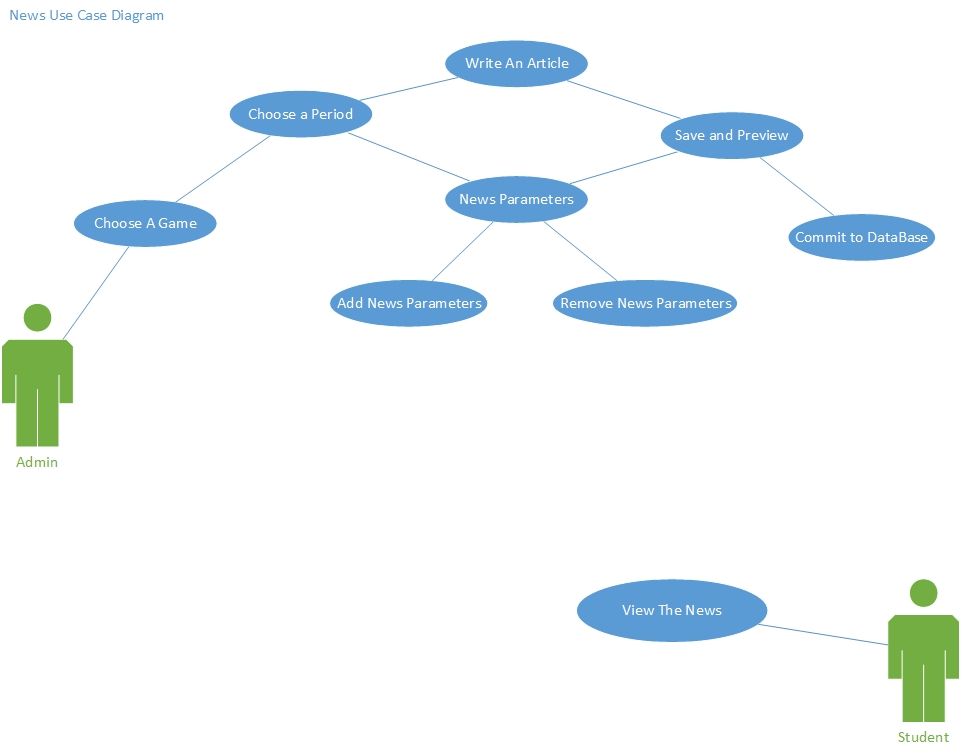 News Use Case Diagram
Write An Article
Choose a Period
Save and Preview
News Parameters
Choose A Game
Commit to DataBase
Add News Parameters
Remove News Parameters
Admin
View The News
Student